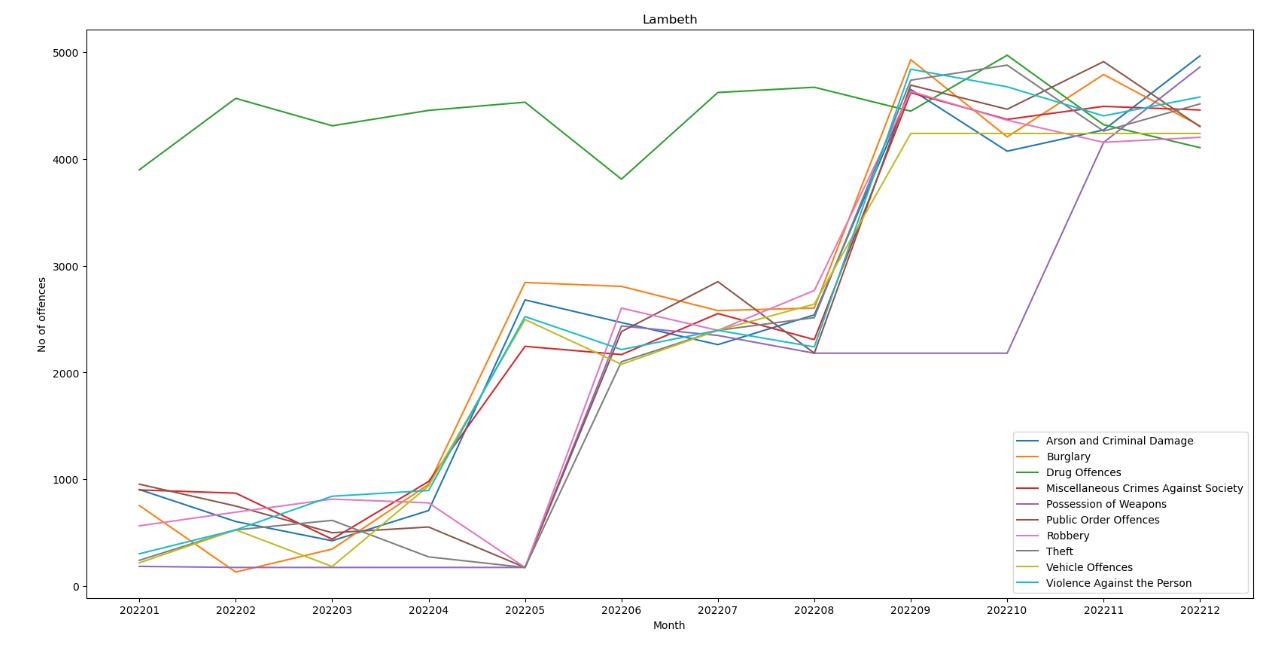 Lambeth
5000
4000
3000
2000
1000
0
No of offences
202201 202202 202203 202204 202205 202206 202207 202208 202209 202210 202211 202212
Month
Arson and Criminal Damage
Burglary
Drug Offences
Miscellaneous Crimes Against Society
Possession of Weapons
Public Order Offences
Robbery
Theft
Vehicle Offences
Violence Against the Person